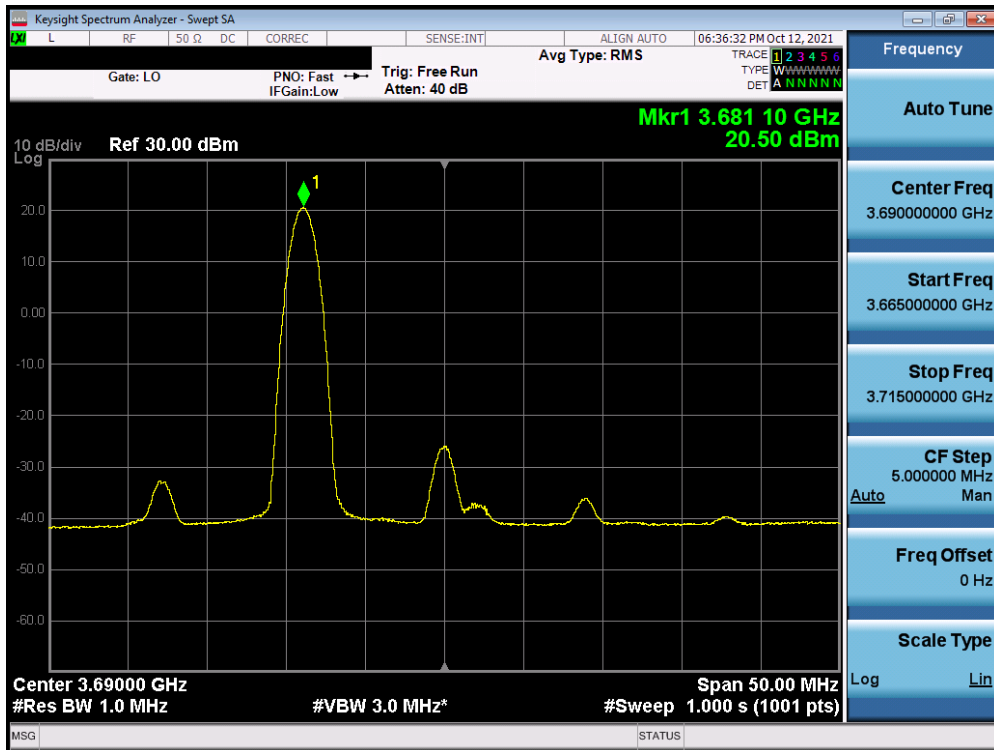 Keysight Spectrum Analyzer - Swept SA
LXI L RF 50 Ω DC CORREC SENSE:INT ALIGN AUTO 06:36:32 PM Oct 12, 2021
Gate: LO PNO: Fast Trig: Free Run Avg Type: RMS TRACE 1 2 3 4 5 6
IFGain:Low Atten: 40 dB TYPE WWWWWW
DET A N N N N N
Mkr1 3.681 10 GHz
20.50 dBm
10 dB/div Ref 30.00 dBm
Log
1
20.0
10.0
0.00
-10.0
-20.0
-30.0
-40.0
-50.0
-60.0
Center 3.69000 GHz Span 50.00 MHz
#Res BW 1.0 MHz #VBW 3.0 MHz* #Sweep 1.000 s (1001 pts)
MSG STATUS
Frequency
Auto Tune
Center Freq
3.690000000 GHz
Start Freq
3.665000000 GHz
Stop Freq
3.715000000 GHz
CF Step
5.000000 MHz
Auto Man
Freq Offset
0 Hz
Scale Type
Log Lin